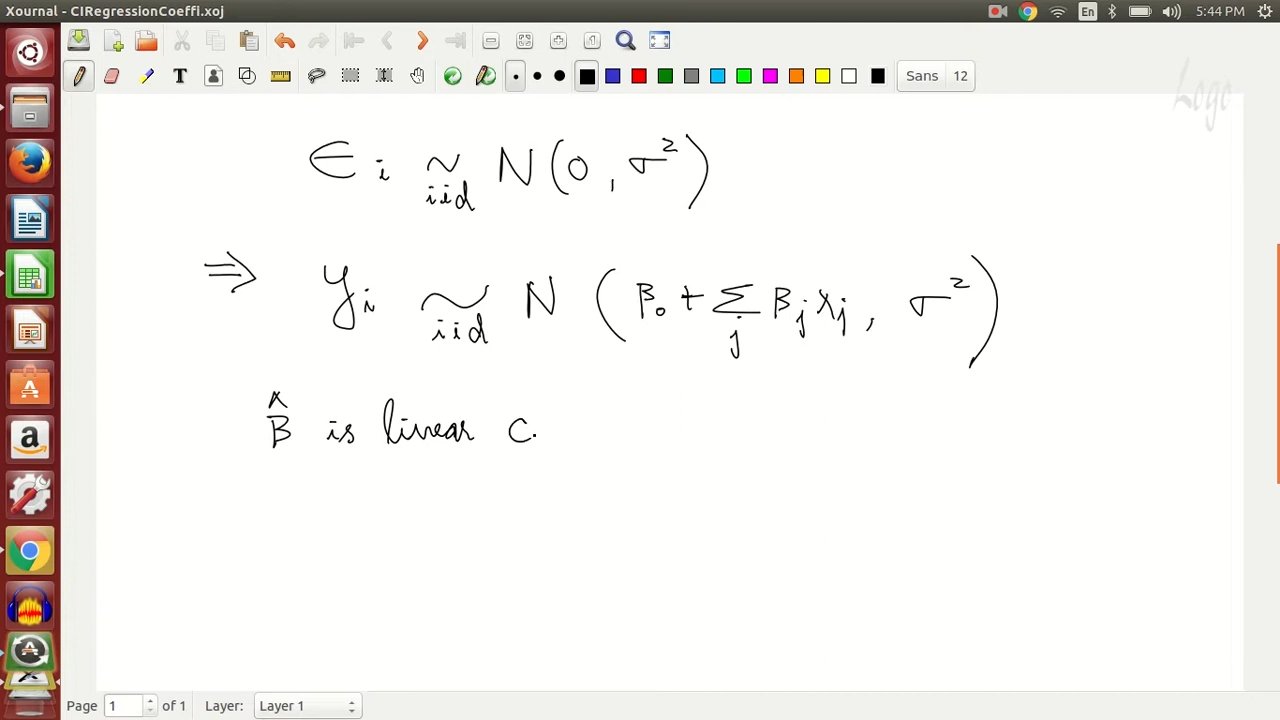 Xournal - CIRegressionCoeffi.xoj
En
5:44 PM
Sans 12
Logo
∈i ~ N(0, σ²)
iid
⇒ yi ~ N (β₀ + Σ βj xj, σ²)
iid
j
β̂ is linear c.
Page 1 of 1 Layer: Layer 1